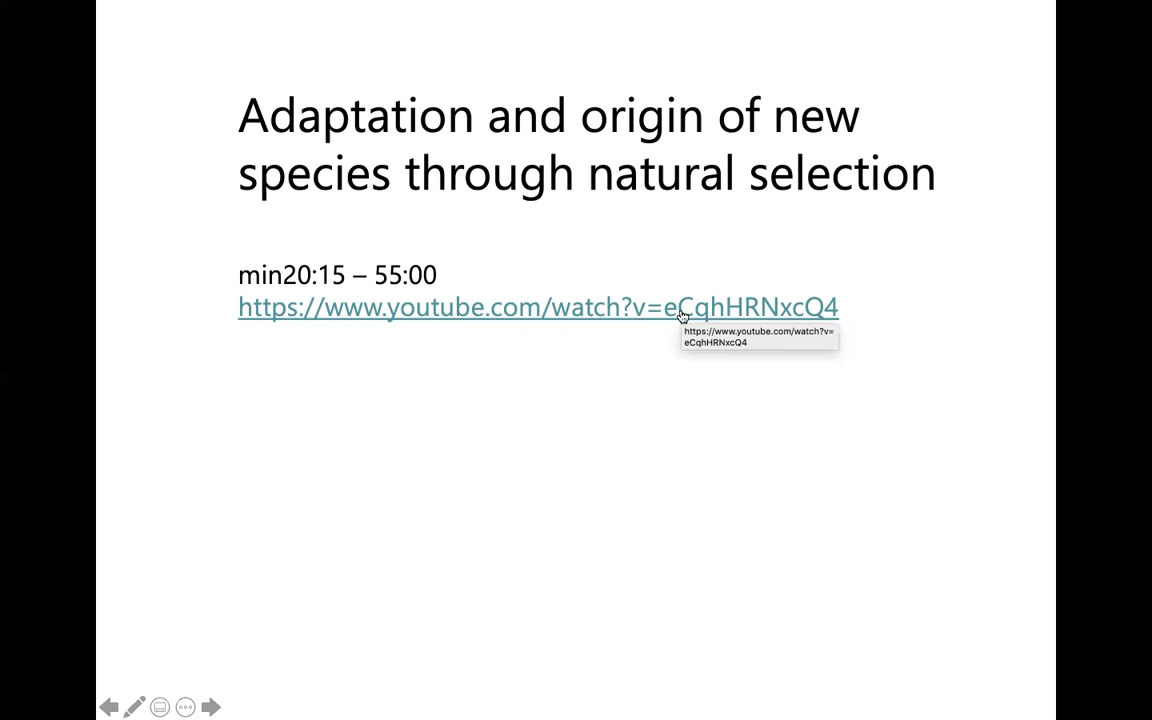 Adaptation and origin of new
species through natural selection
min20:15 – 55:00
https://www.youtube.com/watch?v=eCqhHRNxcQ4
https://www.youtube.com/watch?v=
eCqhHRNxcQ4